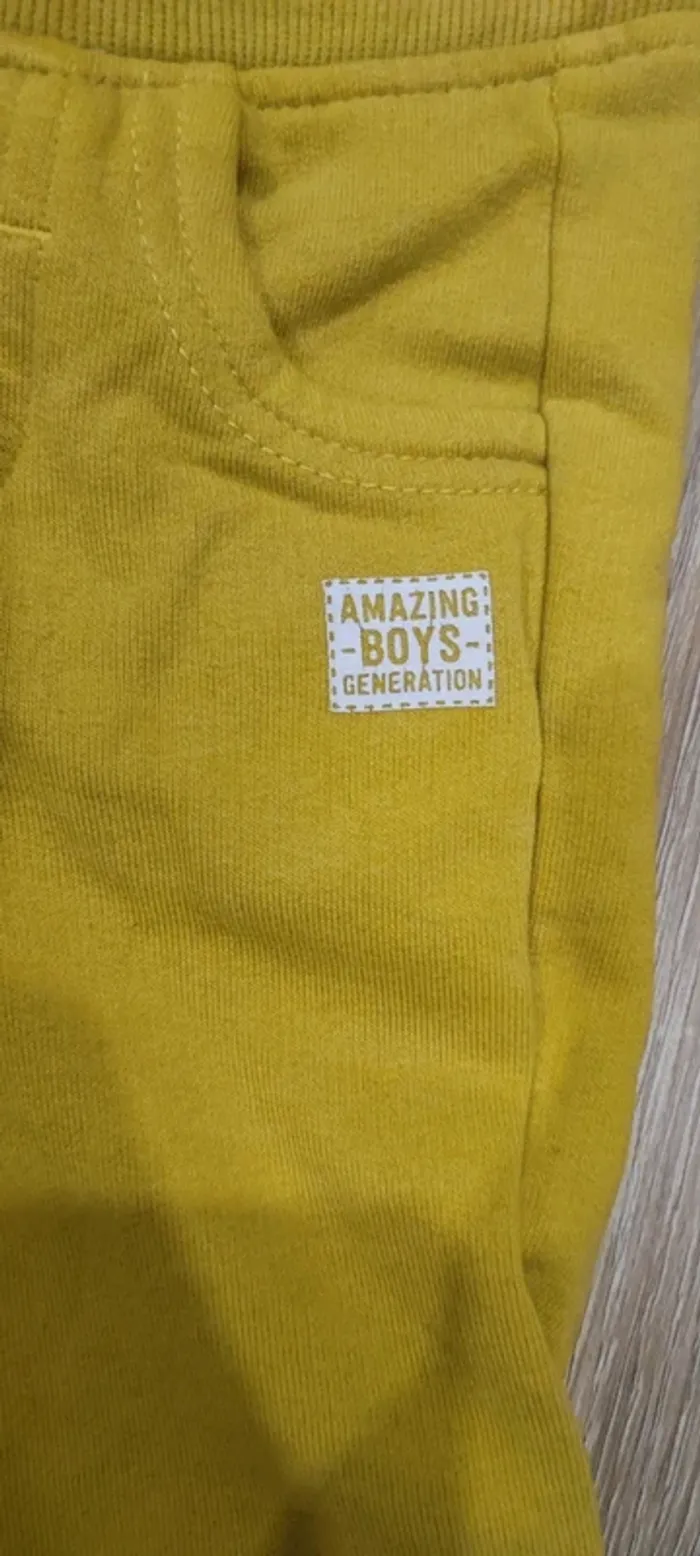 AMAZING
-BOYS-
GENERATION